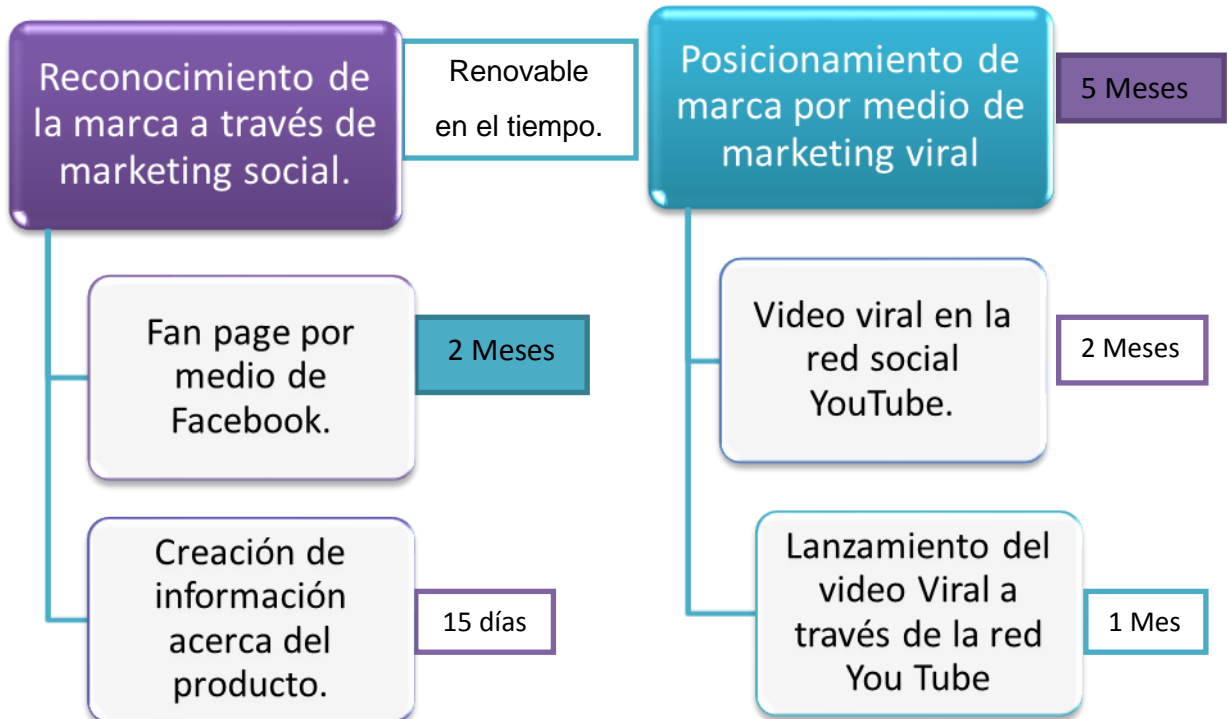 Reconocimiento de
la marca a través de
marketing social.
Renovable
en el tiempo.
Fan page por
medio de
Facebook.
2 Meses
Creación de
información
acerca del
producto.
15 días
Posicionamiento de
marca por medio de
marketing viral
5 Meses
Video viral en la
red social
YouTube.
2 Meses
Lanzamiento del
video Viral a
través de la red
You Tube
1 Mes